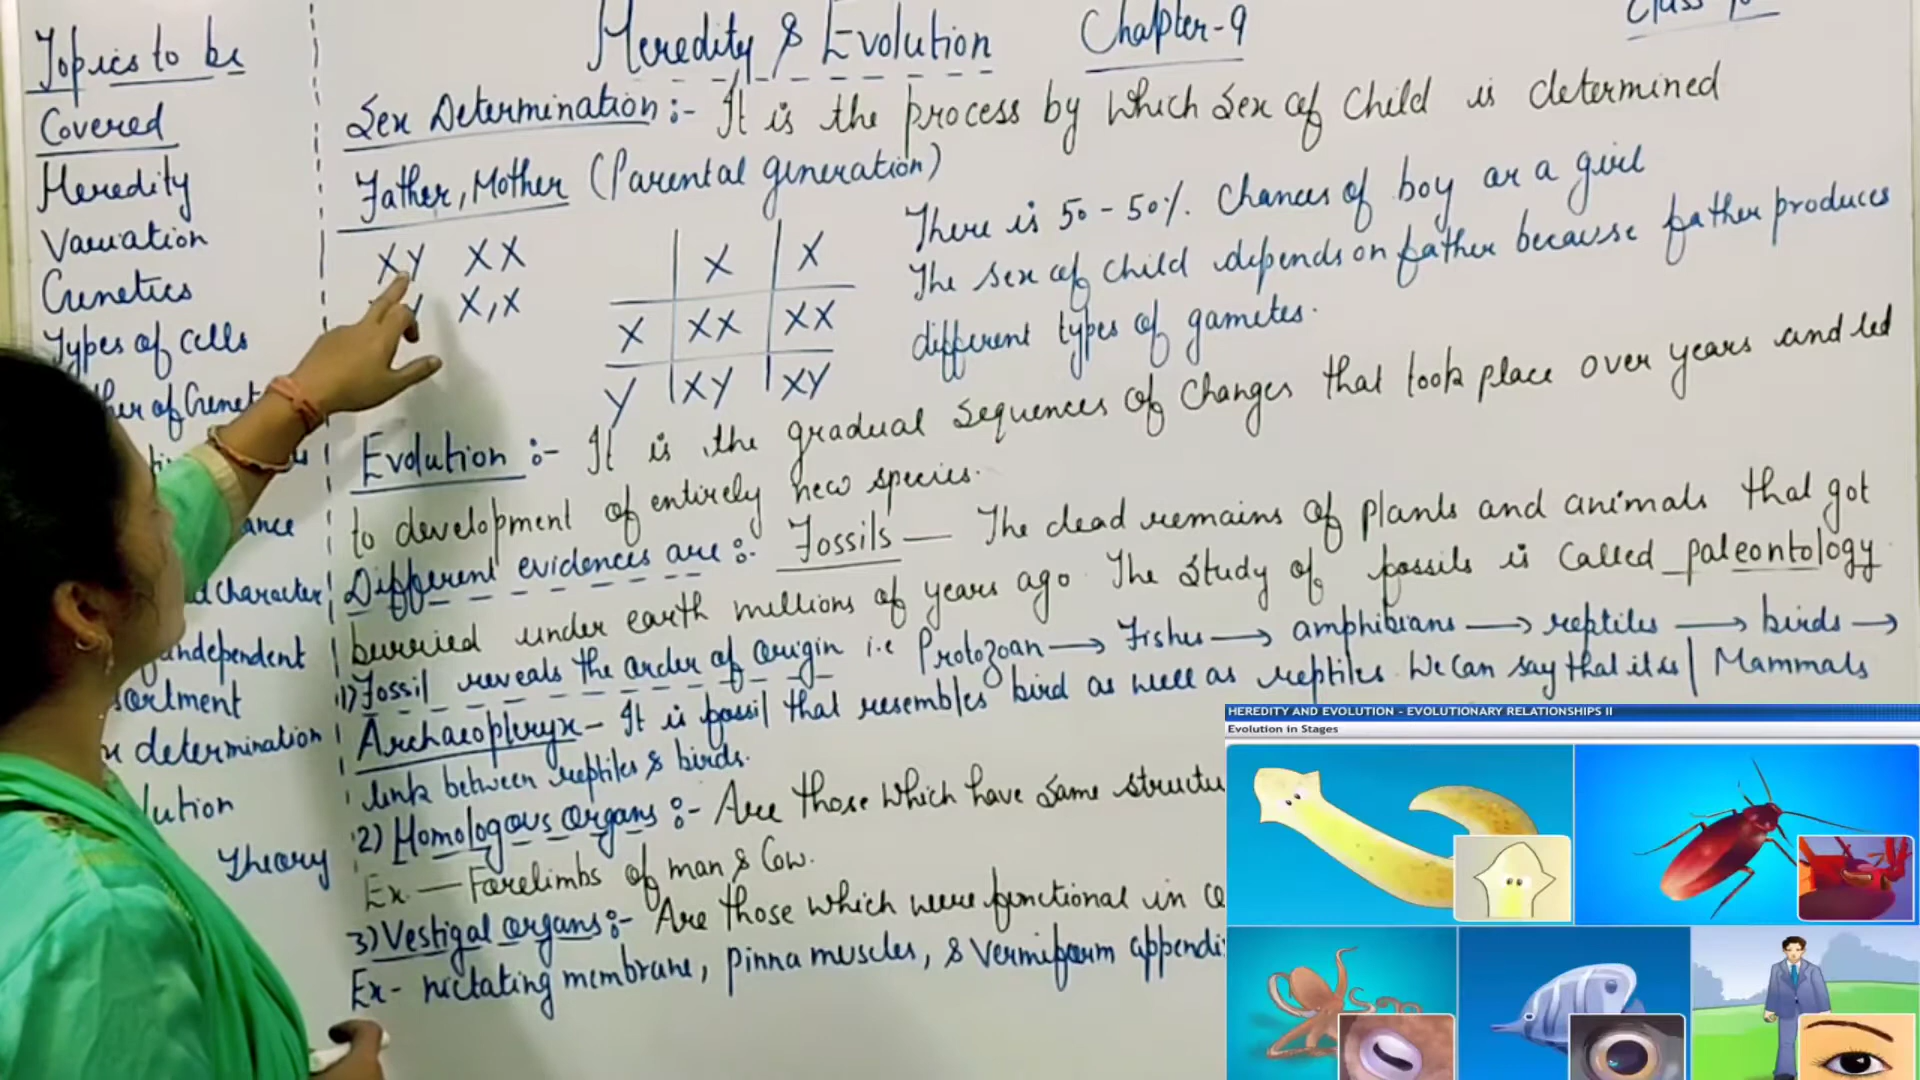 Topics to be
Covered
Heredity
Variation
Genetics
Types of cells
ance
character
independent
sortment
determination
lution
Theory
Heredity & Evolution Chapter-9
Sex Determination :- It is the process by which Sex of Child is determined
Father, Mother (Parental generation)
XY XX
Y X,X
X X
X XX XX
Y XY XY
There is 50-50%. Chances of boy or a girl
The sex of child depends on father because father produces
different types of gametes.
Evolution :- It is the gradual sequences of Changes that took place over years and led
to development of entirely new species.
Different evidences are :- Fossils — The dead remains of plants and animals that got
burried under earth millions of years ago. The Study of fossils is Called paleontology
1) Fossil reveals the order of origin i.e Protozoan → Fishes → amphibians → reptiles → birds →
Mammals
Archaeopteryx - It is fossil that resembles bird as well as reptiles. We Can say that it is
link between reptiles & birds.
2) Homologous organs :- Are those which have same structu
Ex — Forelimbs of man & Cow.
3) Vestigal organs :- Are those which were functional in
Ex - nictating membrane, pinna muscles, & Vermiform appendi
HEREDITY AND EVOLUTION - EVOLUTIONARY RELATIONSHIPS II
Evolution in Stages